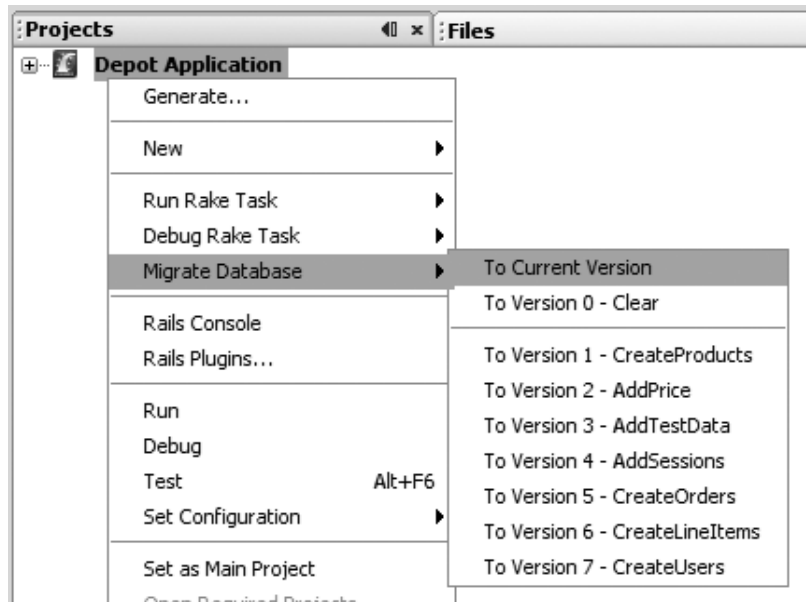 Projects
Files
Depot Application
Generate...
New
Run Rake Task
Debug Rake Task
Migrate Database
To Current Version
To Version 0 - Clear
To Version 1 - CreateProducts
To Version 2 - AddPrice
To Version 3 - AddTestData
To Version 4 - AddSessions
To Version 5 - CreateOrders
To Version 6 - CreateLineItems
To Version 7 - CreateUsers
Rails Console
Rails Plugins...
Run
Debug
Test Alt+F6
Set Configuration
Set as Main Project
Open Required Projects